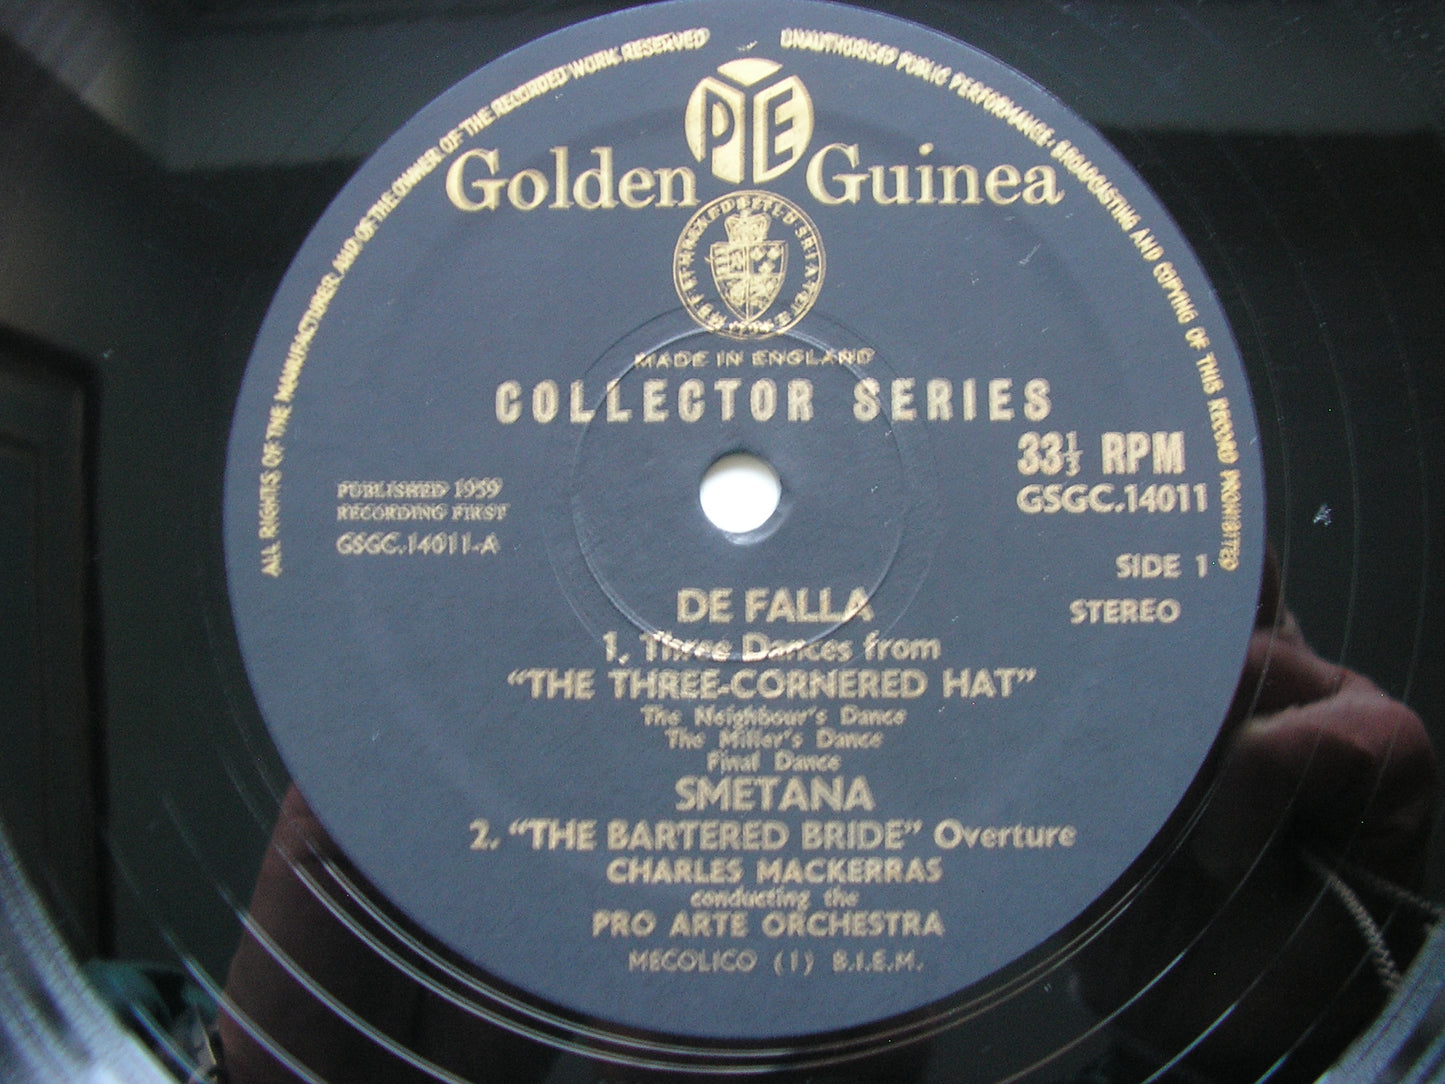 ALL RIGHTS OF THE MANUFACTURER AND OF THE OWNER OF THE RECORDED WORK RESERVED
UNAUTHORISED PUBLIC PERFORMANCE, BROADCASTING AND COPYING OF THIS RECORD PROHIBITED
PYE
Golden Guinea
MADE IN ENGLAND
COLLECTOR SERIES
33⅓ RPM
GSGC.14011
PUBLISHED 1959
RECORDING FIRST
GSGC.14011-A
SIDE 1
STEREO
DE FALLA
1. Three Dances from
"THE THREE-CORNERED HAT"
The Neighbour's Dance
The Miller's Dance
Final Dance
SMETANA
2. "THE BARTERED BRIDE" Overture
CHARLES MACKERRAS
conducting the
PRO ARTE ORCHESTRA
MECOLICO (1) B.I.E.M.